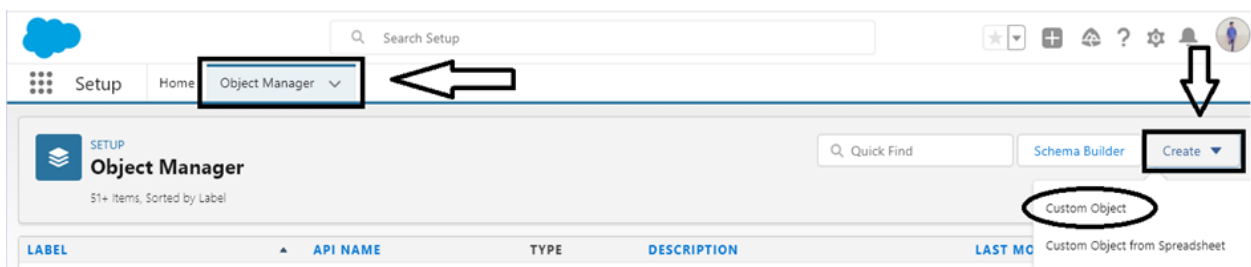 Search Setup
Setup Home Object Manager
SETUP
Object Manager
51+ Items, Sorted by Label
Quick Find Schema Builder Create
Custom Object
Custom Object from Spreadsheet
LABEL API NAME TYPE DESCRIPTION LAST MO